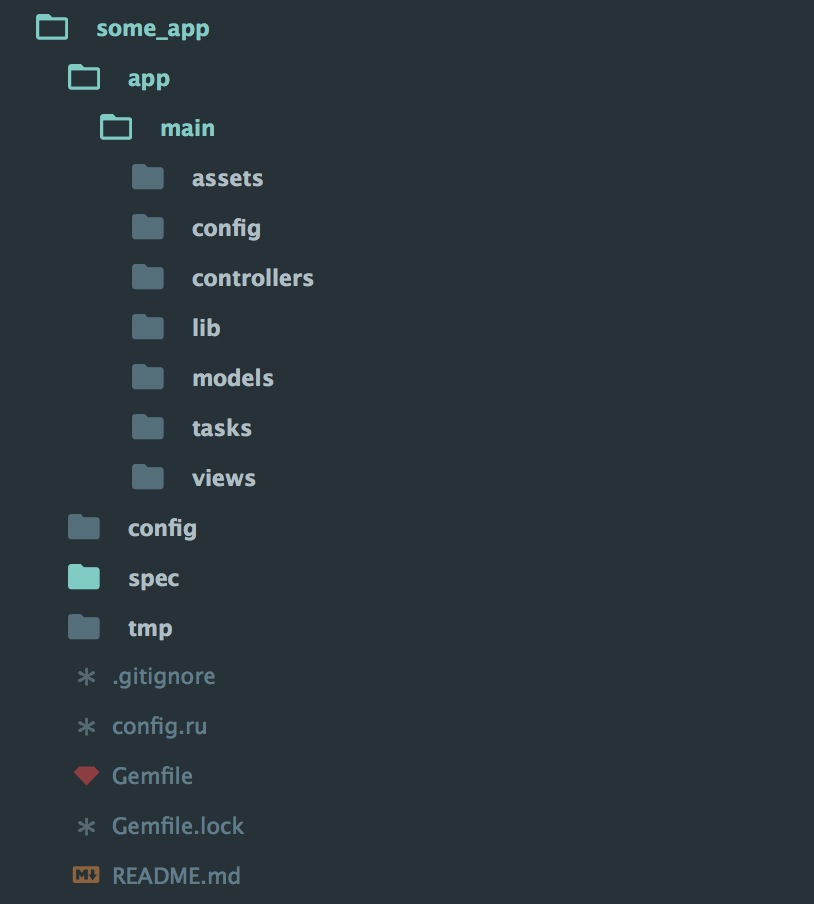 some_app
app
main
assets
config
controllers
lib
models
tasks
views
config
spec
tmp
.gitignore
config.ru
Gemfile
Gemfile.lock
README.md